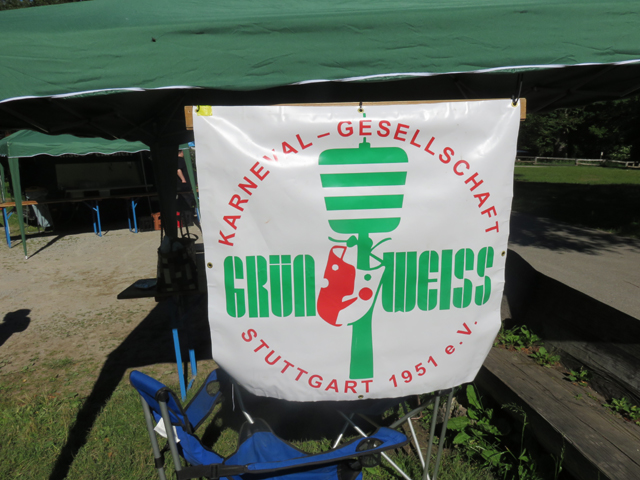 KARNEVAL-GESELLSCHAFT
GRÜN WEISS
STUTTGART 1951 e.V.